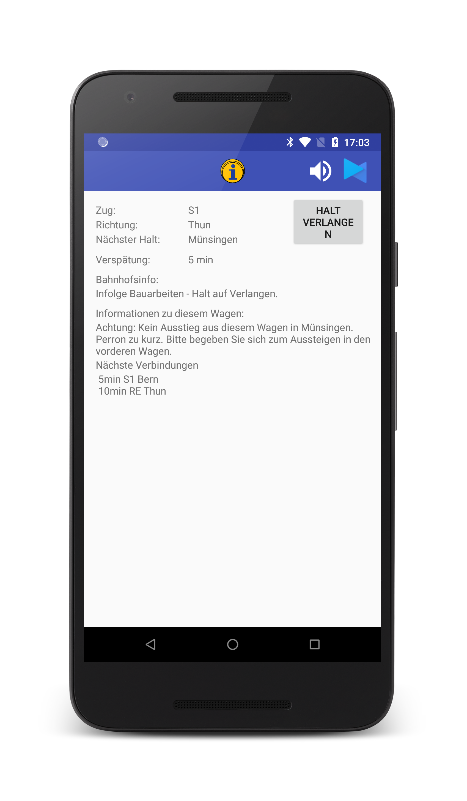 17:03
i
Zug: S1
Richtung: Thun
Nächster Halt: Münsingen
HALT
VERLANGE
N
Verspätung: 5 min
Bahnhofsinfo:
Infolge Bauarbeiten - Halt auf Verlangen.
Informationen zu diesem Wagen:
Achtung: Kein Ausstieg aus diesem Wagen in Münsingen.
Perron zu kurz. Bitte begeben Sie sich zum Aussteigen in den
vorderen Wagen.
Nächste Verbindungen
5min S1 Bern
10min RE Thun